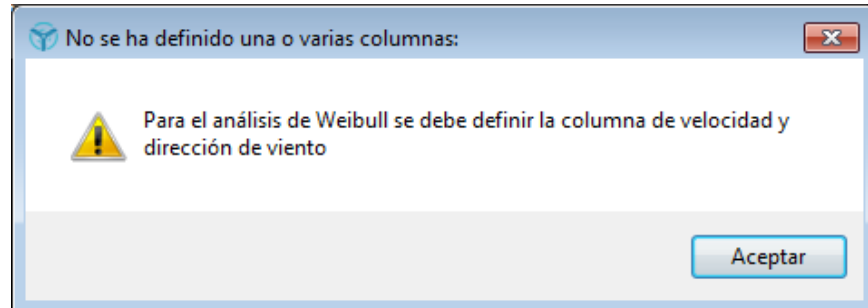 No se ha definido una o varias columnas:
Para el análisis de Weibull se debe definir la columna de velocidad y
dirección de viento
Aceptar